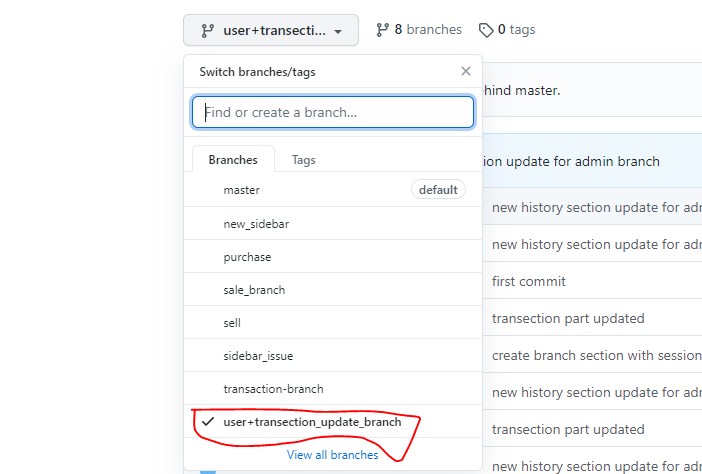 user+transecti...
8 branches
0 tags
Switch branches/tags
hind master.
Find or create a branch...
Branches
Tags
ion update for admin branch
master
default
new history section update for adr
new_sidebar
new history section update for adr
purchase
first commit
sale_branch
transection part updated
sell
create branch section with session
sidebar_issue
new history section update for adr
transaction-branch
transection part updated
user+transection_update_branch
View all branches
new history section update for adr